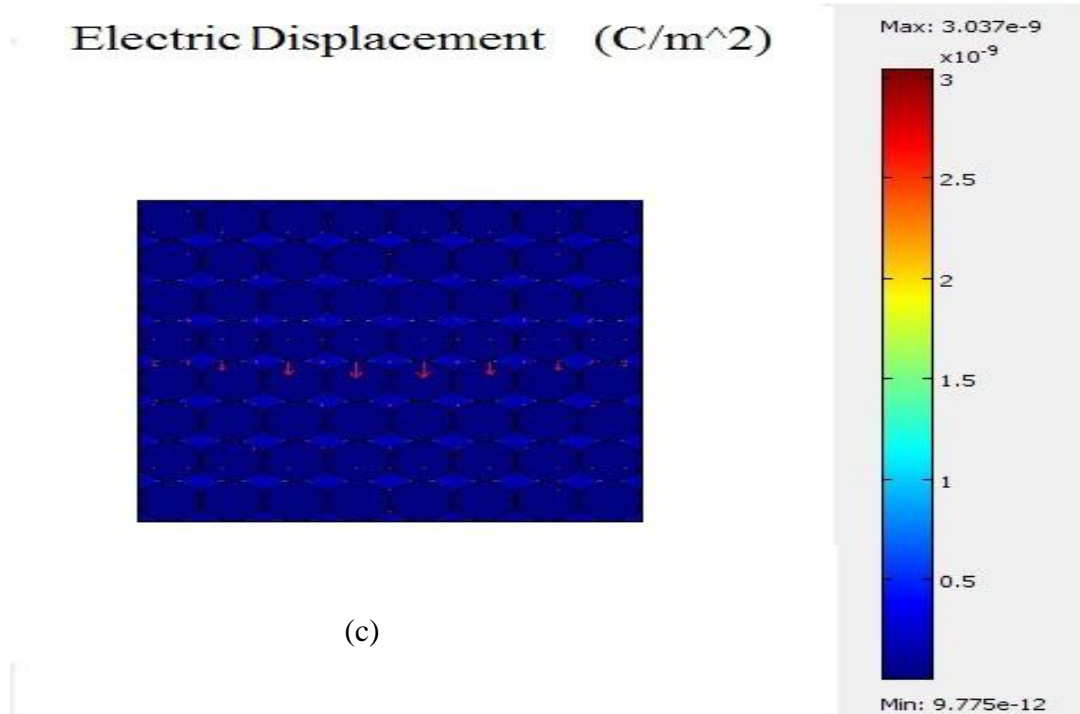 Electric Displacement (C/m^2)
Max: 3.037e-9
x10^-9
3
2.5
2
1.5
1
0.5
Min: 9.775e-12
(c)